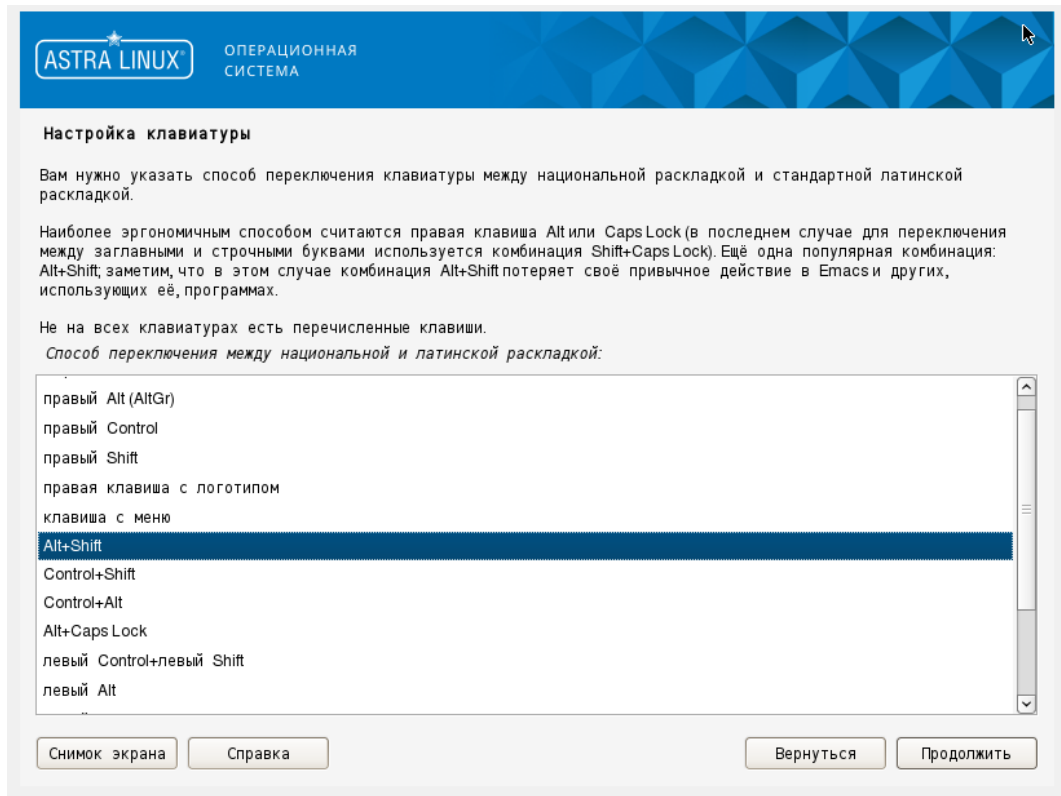 ASTRA LINUX®
ОПЕРАЦИОННАЯ
СИСТЕМА
Настройка клавиатуры
Вам нужно указать способ переключения клавиатуры между национальной раскладкой и стандартной латинской
раскладкой.
Наиболее эргономичным способом считаются правая клавиша Alt или Caps Lock (в последнем случае для переключения
между заглавными и строчными буквами используется комбинация Shift+Caps Lock). Ещё одна популярная комбинация:
Alt+Shift; заметим, что в этом случае комбинация Alt+Shift потеряет своё привычное действие в Emacs и других,
использующих её, программах.
Не на всех клавиатурах есть перечисленные клавиши.
Способ переключения между национальной и латинской раскладкой:
правый Alt (AltGr)
правый Control
правый Shift
правая клавиша с логотипом
клавиша с меню
Alt+Shift
Control+Shift
Control+Alt
Alt+Caps Lock
левый Control+левый Shift
левый Alt
Снимок экрана
Справка
Вернуться
Продолжить